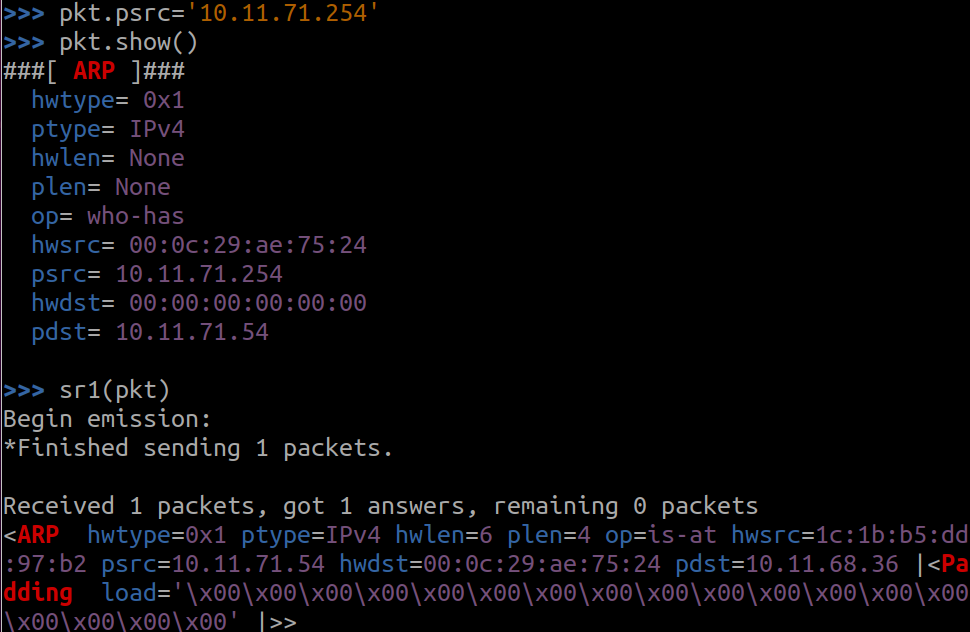 >>> pkt.psrc='10.11.71.254'
>>> pkt.show()
###[ ARP ]###
  hwtype= 0x1
  ptype= IPv4
  hwlen= None
  plen= None
  op= who-has
  hwsrc= 00:0c:29:ae:75:24
  psrc= 10.11.71.254
  hwdst= 00:00:00:00:00:00
  pdst= 10.11.71.54
>>> sr1(pkt)
Begin emission:
*Finished sending 1 packets.
Received 1 packets, got 1 answers, remaining 0 packets
<ARP  hwtype=0x1 ptype=IPv4 hwlen=6 plen=4 op=is-at hwsrc=1c:1b:b5:dd
:97:b2 psrc=10.11.71.54 hwdst=00:0c:29:ae:75:24 pdst=10.11.68.36 |<Pa
dding  load='\x00\x00\x00\x00\x00\x00\x00\x00\x00\x00\x00\x00\x00\x00
\x00\x00\x00\x00' |>>